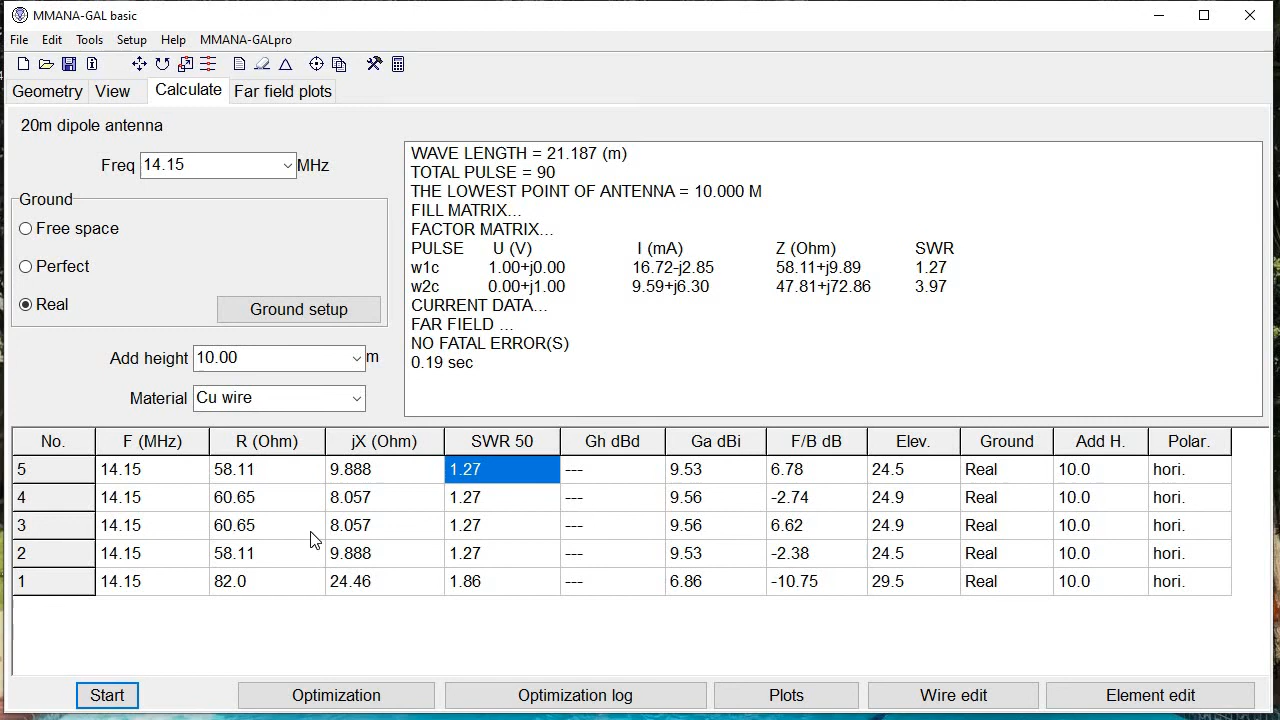 MMANA-GAL basic
File Edit Tools Setup Help MMANA-GALpro
Geometry View Calculate Far field plots
20m dipole antenna
Freq 14.15 MHz
Ground
Free space
Perfect
Real Ground setup
Add height 10.00 m
Material Cu wire
WAVE LENGTH = 21.187 (m)
TOTAL PULSE = 90
THE LOWEST POINT OF ANTENNA = 10.000 M
FILL MATRIX...
FACTOR MATRIX...
PULSE U (V) I (mA) Z (Ohm) SWR
w1c 1.00+j0.00 16.72-j2.85 58.11+j9.89 1.27
w2c 0.00+j1.00 9.59+j6.30 47.81+j72.86 3.97
CURRENT DATA...
FAR FIELD ...
NO FATAL ERROR(S)
0.19 sec
No. F (MHz) R (Ohm) jX (Ohm) SWR 50 Gh dBd Ga dBi F/B dB Elev. Ground Add H. Polar.
5 14.15 58.11 9.888 1.27 --- 9.53 6.78 24.5 Real 10.0 hori.
4 14.15 60.65 8.057 1.27 --- 9.56 -2.74 24.9 Real 10.0 hori.
3 14.15 60.65 8.057 1.27 --- 9.56 6.62 24.9 Real 10.0 hori.
2 14.15 58.11 9.888 1.27 --- 9.53 -2.38 24.5 Real 10.0 hori.
1 14.15 82.0 24.46 1.86 --- 6.86 -10.75 29.5 Real 10.0 hori.
Start Optimization Optimization log Plots Wire edit Element edit